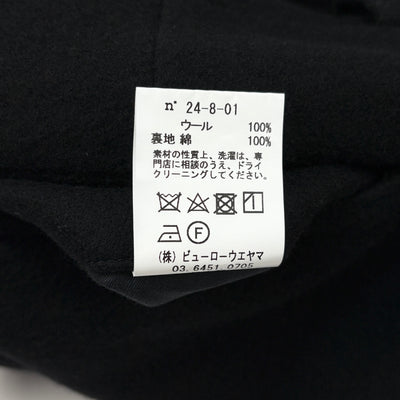 n° 24-8-01
ウール 100%
裏地 綿 100%
素材の性質上、洗濯は、専
門店に相談のうえ、ドライ
クリーニングしてください。
F
(株) ビューローウエヤマ
03.6451.0705